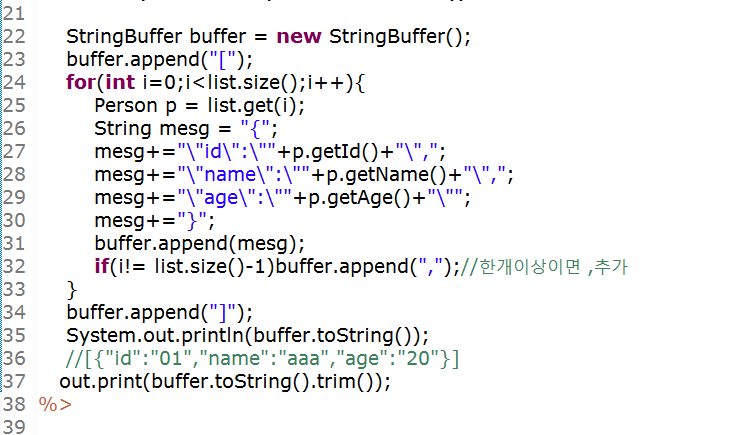 21
22 StringBuffer buffer = new StringBuffer();
23 buffer.append("[");
24 for(int i=0;i<list.size();i++){
25 Person p = list.get(i);
26 String mesg = "{";
27 mesg+="\"id\":\""+p.getId()+"\",";
28 mesg+="\"name\":\""+p.getName()+"\",";
29 mesg+="\"age\":\""+p.getAge()+"\"";
30 mesg+="}";
31 buffer.append(mesg);
32 if(i!= list.size()-1)buffer.append(",");//한개이상이면 ,추가
33 }
34 buffer.append("]");
35 System.out.println(buffer.toString());
36 //[{"id":"01","name":"aaa","age":"20"}]
37 out.print(buffer.toString().trim());
38 %>
39